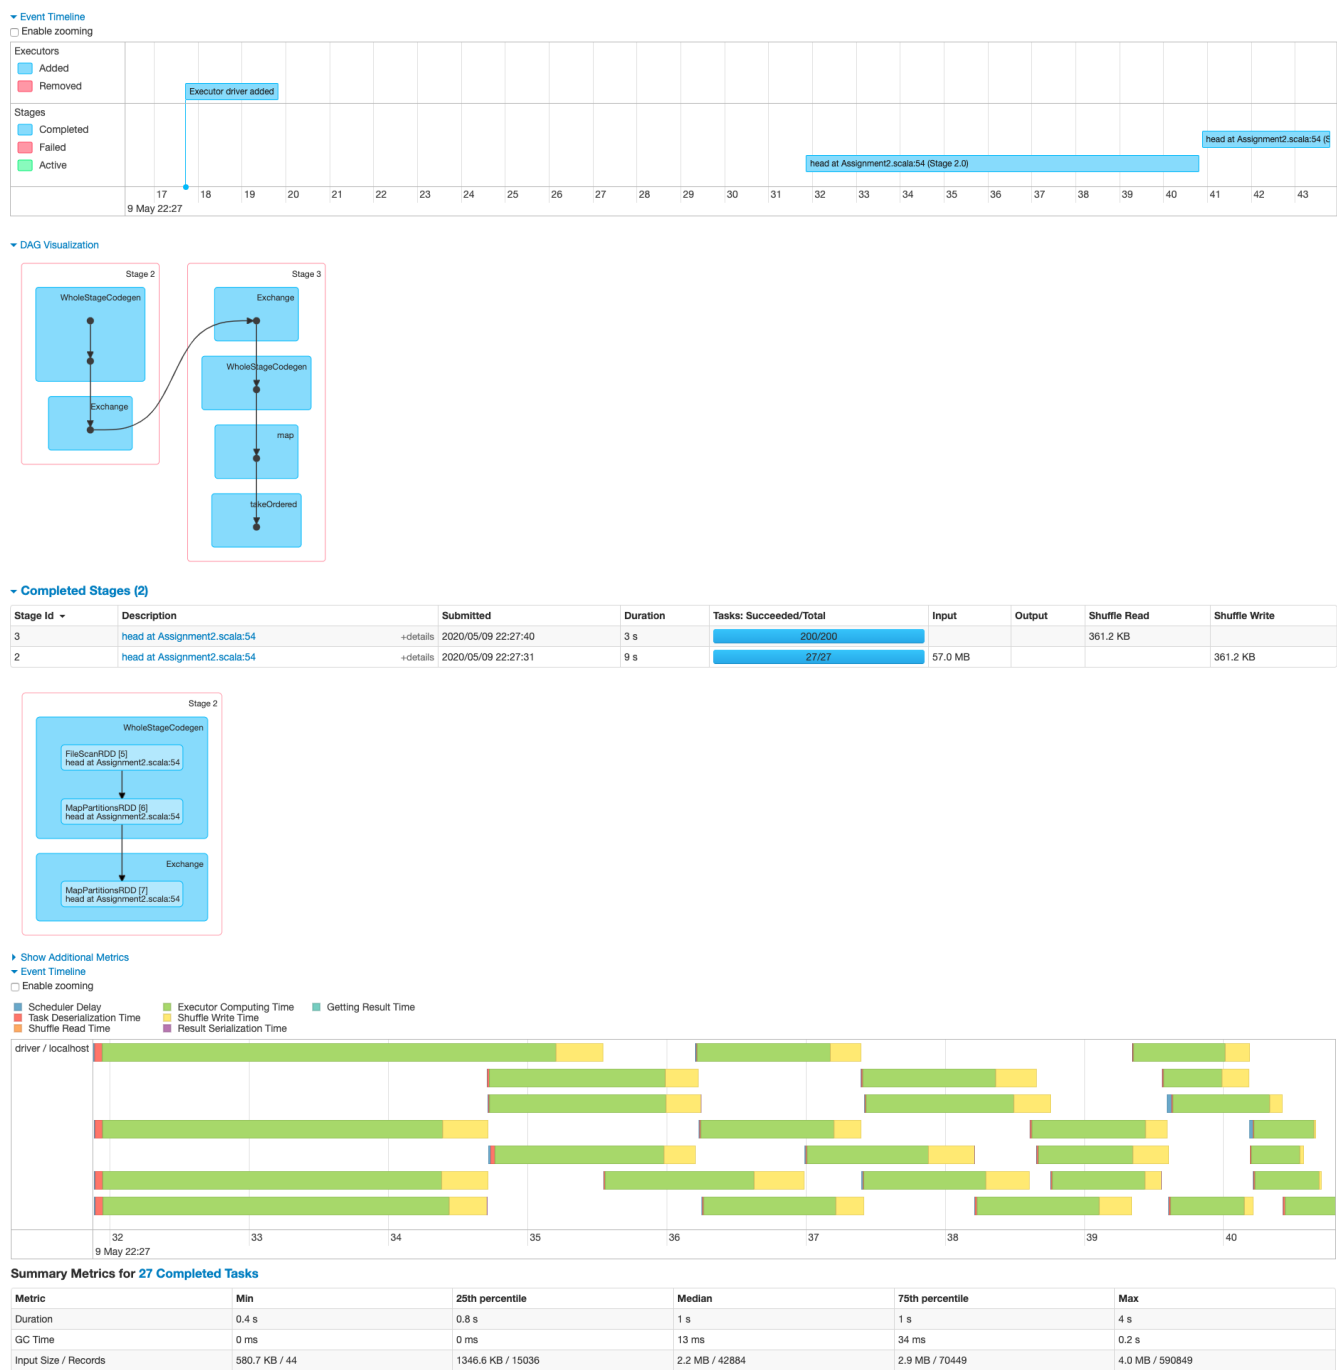 Event Timeline
Enable zooming
Executors
Added
Removed
Executor driver added
Stages
Completed
Failed
Active
head at Assignment2.scala:54 (S
head at Assignment2.scala:54 (Stage 2.0)
17 18 19 20 21 22 23 24 25 26 27 28 29 30 31 32 33 34 35 36 37 38 39 40 41 42 43
9 May 22:27
DAG Visualization
Stage 2 Stage 3
WholeStageCodegen Exchange
WholeStageCodegen
Exchange
map
takeOrdered
Completed Stages (2)
Stage Id Description Submitted Duration Tasks: Succeeded/Total Input Output Shuffle Read Shuffle Write
3 head at Assignment2.scala:54 +details 2020/05/09 22:27:40 3 s 200/200 361.2 KB
2 head at Assignment2.scala:54 +details 2020/05/09 22:27:31 9 s 27/27 57.0 MB 361.2 KB
Stage 2
WholeStageCodegen
FileScanRDD [5]
head at Assignment2.scala:54
MapPartitionsRDD [6]
head at Assignment2.scala:54
Exchange
MapPartitionsRDD [7]
head at Assignment2.scala:54
Show Additional Metrics
Event Timeline
Enable zooming
Scheduler Delay Executor Computing Time Getting Result Time
Task Deserialization Time Shuffle Write Time
Shuffle Read Time Result Serialization Time
driver / localhost
32 33 34 35 36 37 38 39 40
9 May 22:27
Summary Metrics for 27 Completed Tasks
Metric Min 25th percentile Median 75th percentile Max
Duration 0.4 s 0.8 s 1 s 1 s 4 s
GC Time 0 ms 0 ms 13 ms 34 ms 0.2 s
Input Size / Records 580.7 KB / 44 1346.6 KB / 15036 2.2 MB / 42884 2.9 MB / 70449 4.0 MB / 590849